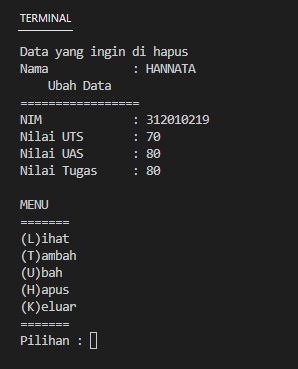 TERMINAL
Data yang ingin di hapus
Nama            : HANNATA
    Ubah Data
=================
NIM             : 312010219
Nilai UTS       : 70
Nilai UAS       : 80
Nilai Tugas     : 80

MENU
=======
(L)ihat
(T)ambah
(U)bah
(H)apus
(K)eluar
=======
Pilihan :